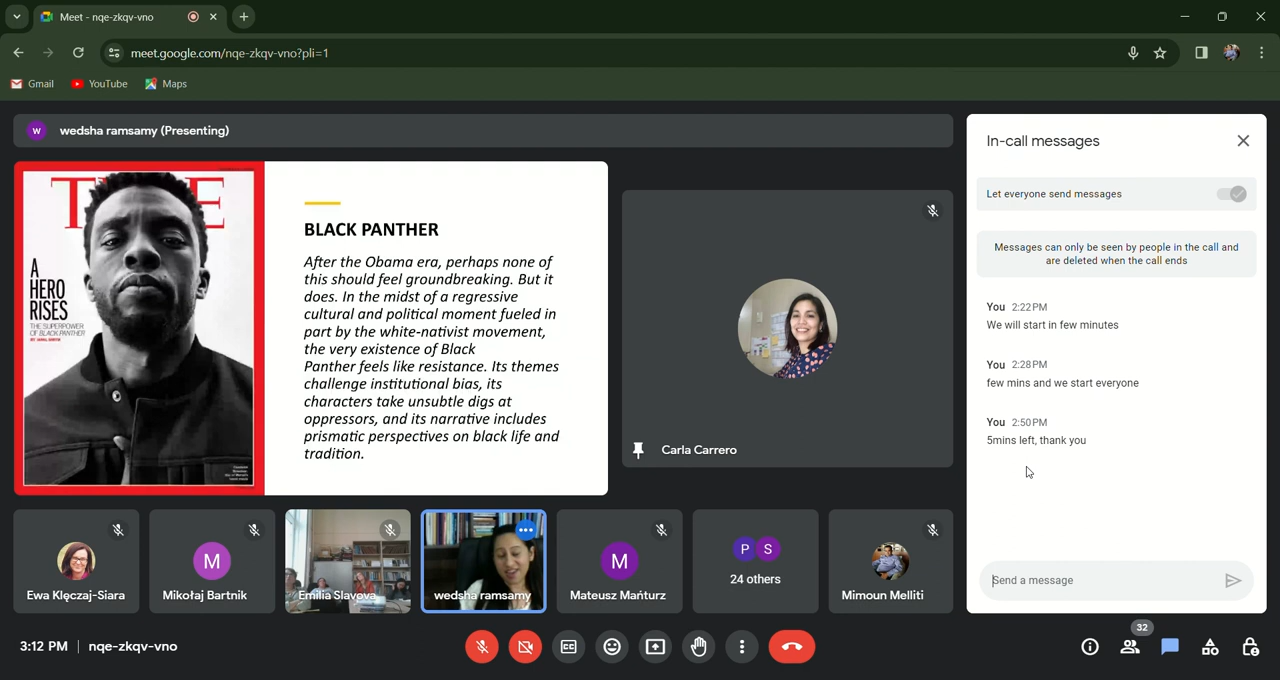 Meet - nqe-zkqv-vno
meet.google.com/nqe-zkqv-vno?pli=1
Gmail
YouTube
Maps
W
wedsha ramsamy (Presenting)
TIME
A
HERO
RISES
THE SUPERPOWER
OF BLACK PANTHER
BLACK PANTHER
After the Obama era, perhaps none of
this should feel groundbreaking. But it
does. In the midst of a regressive
cultural and political moment fueled in
part by the white-nativist movement,
the very existence of Black
Panther feels like resistance. Its themes
challenge institutional bias, its
characters take unsubtle digs at
oppressors, and its narrative includes
prismatic perspectives on black life and
tradition.
Carla Carrero
Ewa Klęczaj-Siara
M
Mikołaj Bartnik
Emilia Slavova
wedsha ramsamy
M
Mateusz Mańturz
P S
24 others
Mimoun Melliti
In-call messages
Let everyone send messages
Messages can only be seen by people in the call and
are deleted when the call ends
You 2:22 PM
We will start in few minutes
You 2:28 PM
few mins and we start everyone
You 2:50 PM
5mins left, thank you
Send a message
3:12 PM | nqe-zkqv-vno
32